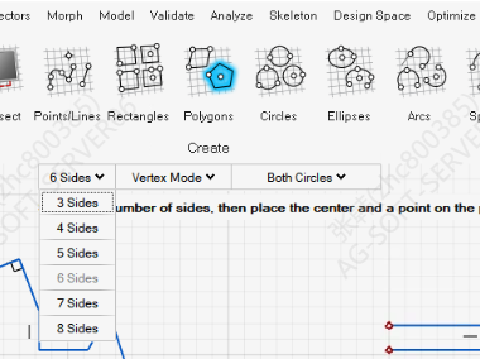 ectors Morph Model Validate Analyze Skeleton Design Space Optimize
sect Points/Lines Rectangles Polygons Circles Ellipses Arcs Sp
Create
6 Sides Vertex Mode Both Circles
3 Sides umber of sides, then place the center and a point on the p
4 Sides
5 Sides
6 Sides
7 Sides
8 Sides